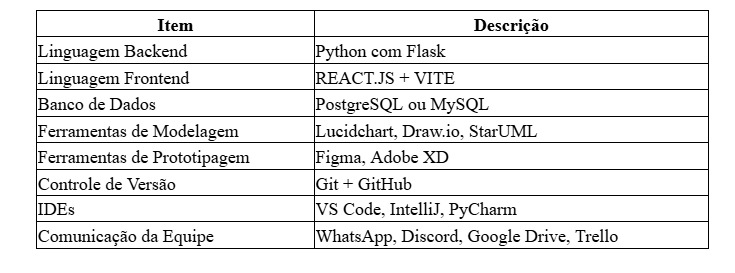 Item Descrição
Linguagem Backend Python com Flask
Linguagem Frontend REACT.JS + VITE
Banco de Dados PostgreSQL ou MySQL
Ferramentas de Modelagem Lucidchart, Draw.io, StarUML
Ferramentas de Prototipagem Figma, Adobe XD
Controle de Versão Git + GitHub
IDEs VS Code, IntelliJ, PyCharm
Comunicação da Equipe WhatsApp, Discord, Google Drive, Trello